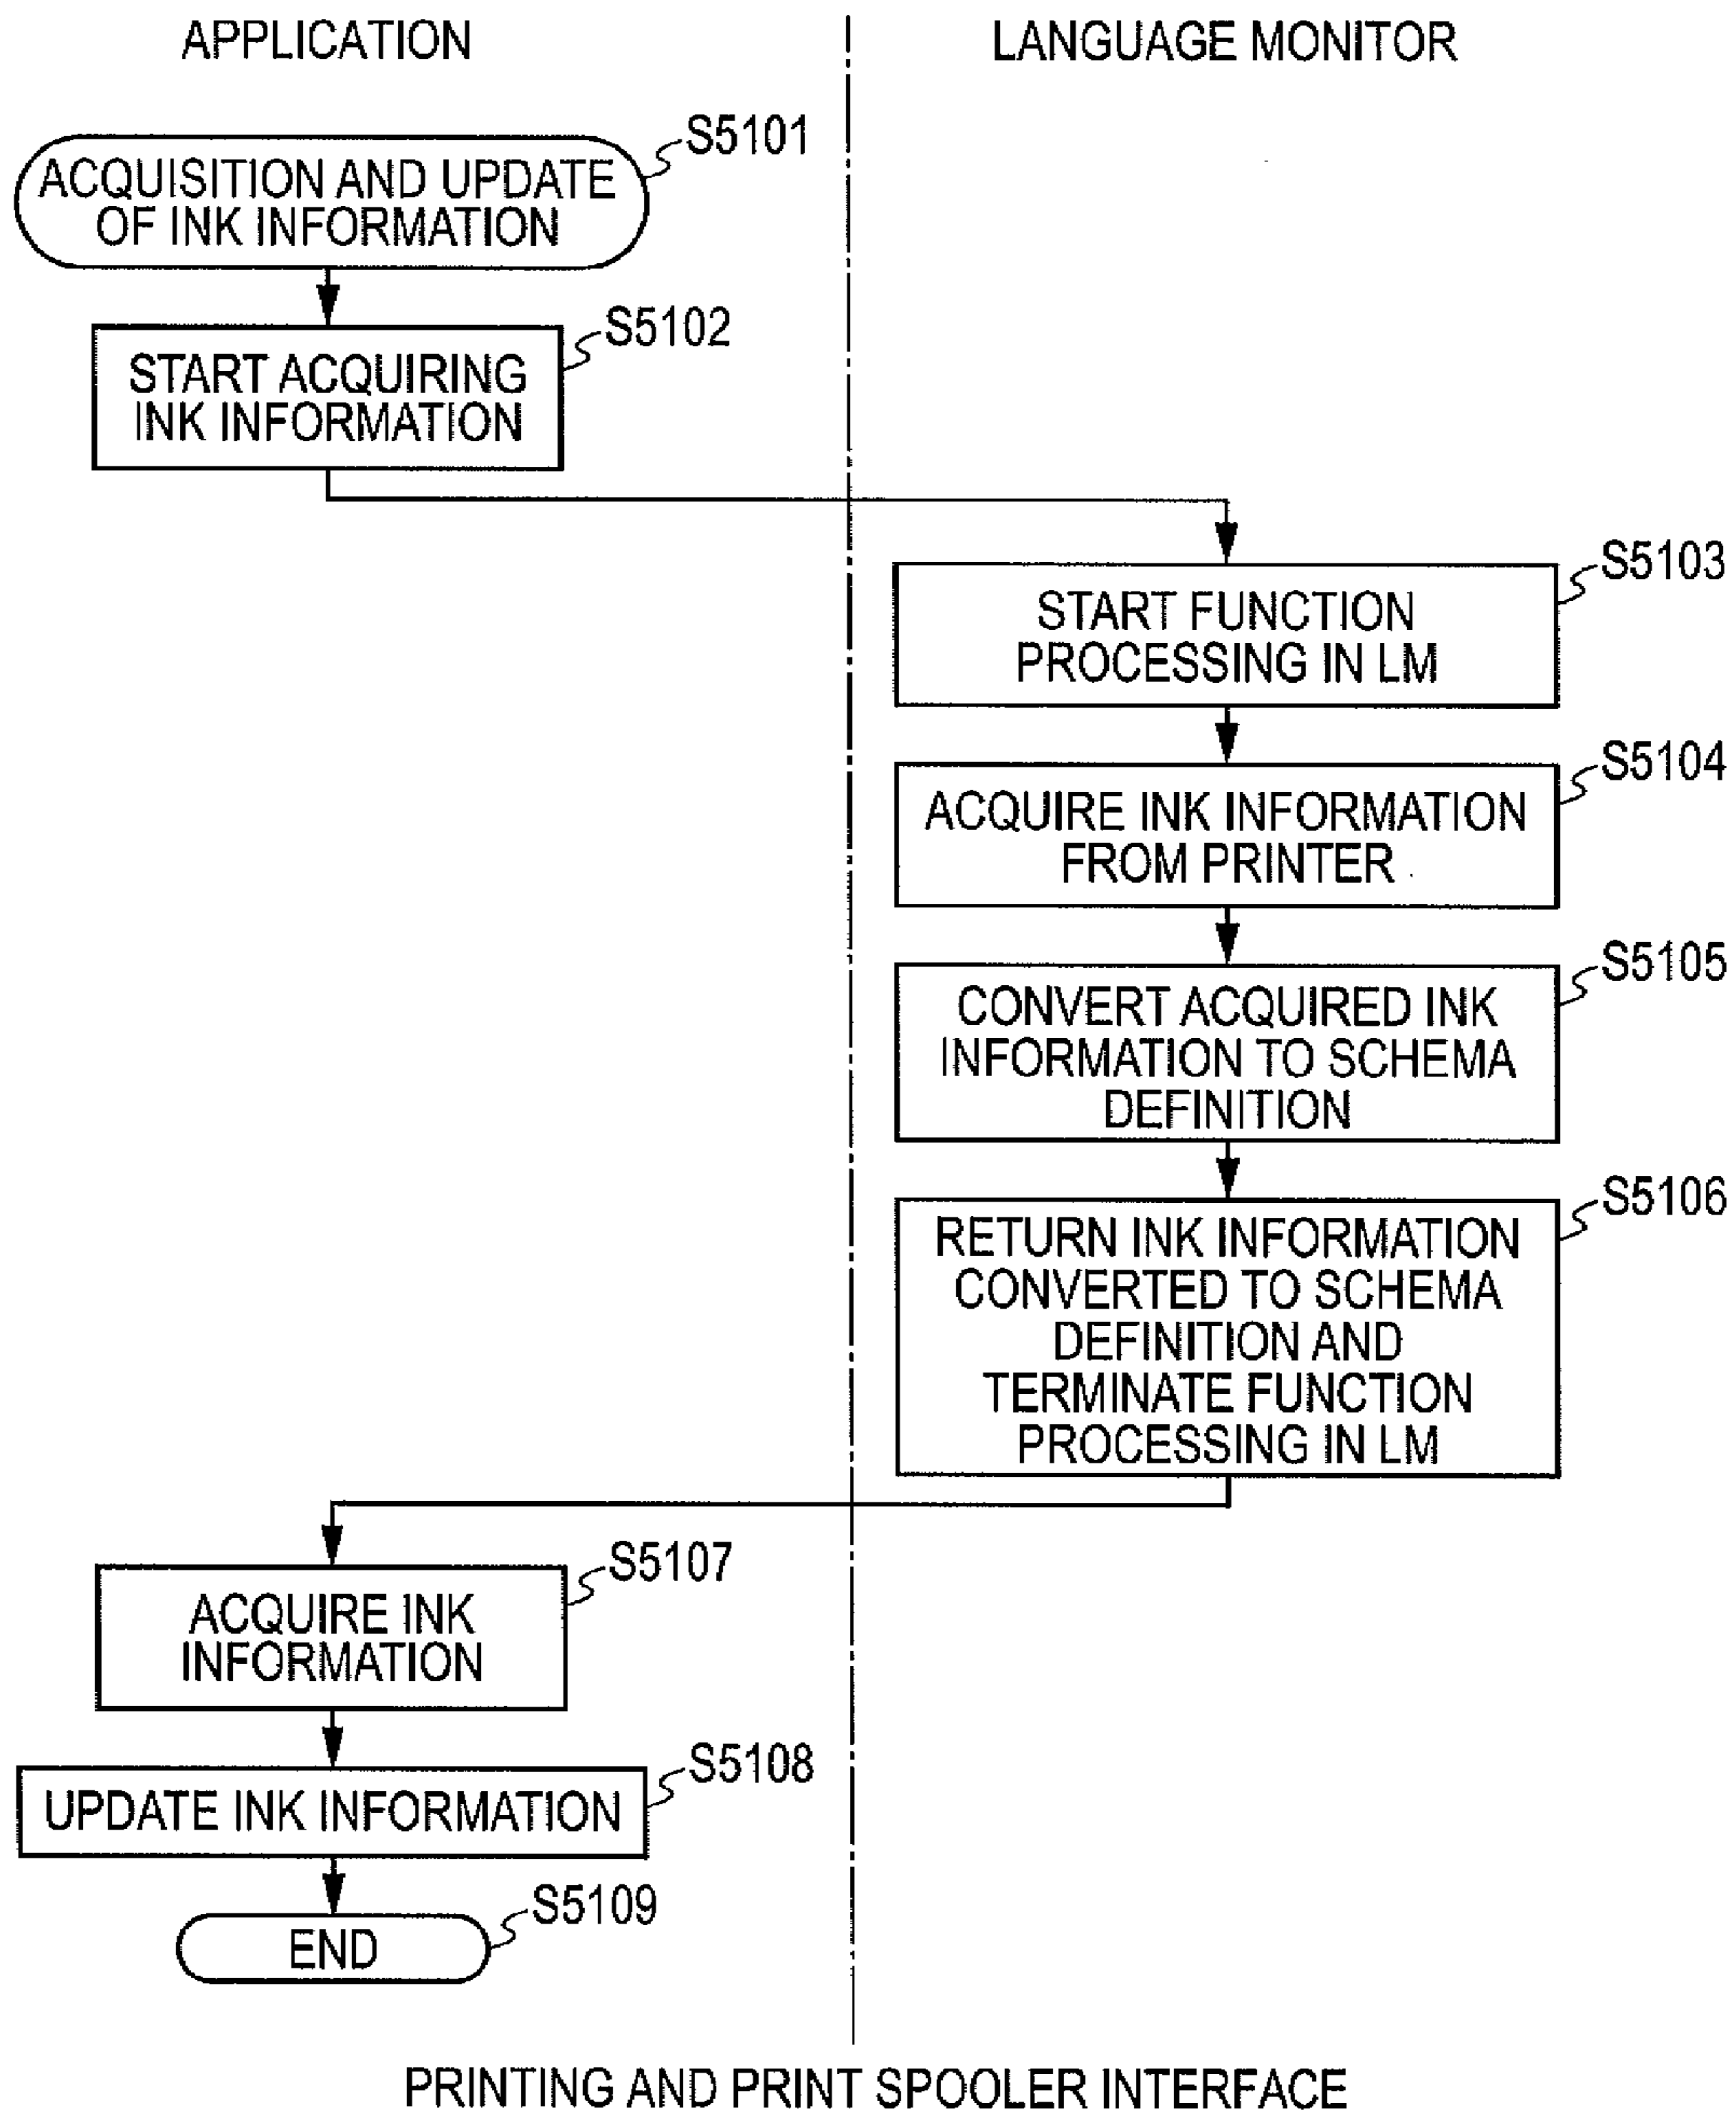 APPLICATION
LANGUAGE MONITOR
S5101
ACQUISITION AND UPDATE
OF INK INFORMATION
S5102
START ACQUIRING
INK INFORMATION
S5103
START FUNCTION
PROCESSING IN LM
S5104
ACQUIRE INK INFORMATION
FROM PRINTER
S5105
CONVERT ACQUIRED INK
INFORMATION TO SCHEMA
DEFINITION
S5106
RETURN INK INFORMATION
CONVERTED TO SCHEMA
DEFINITION AND
TERMINATE FUNCTION
PROCESSING IN LM
S5107
ACQUIRE INK
INFORMATION
S5108
UPDATE INK INFORMATION
S5109
END
PRINTING AND PRINT SPOOLER INTERFACE